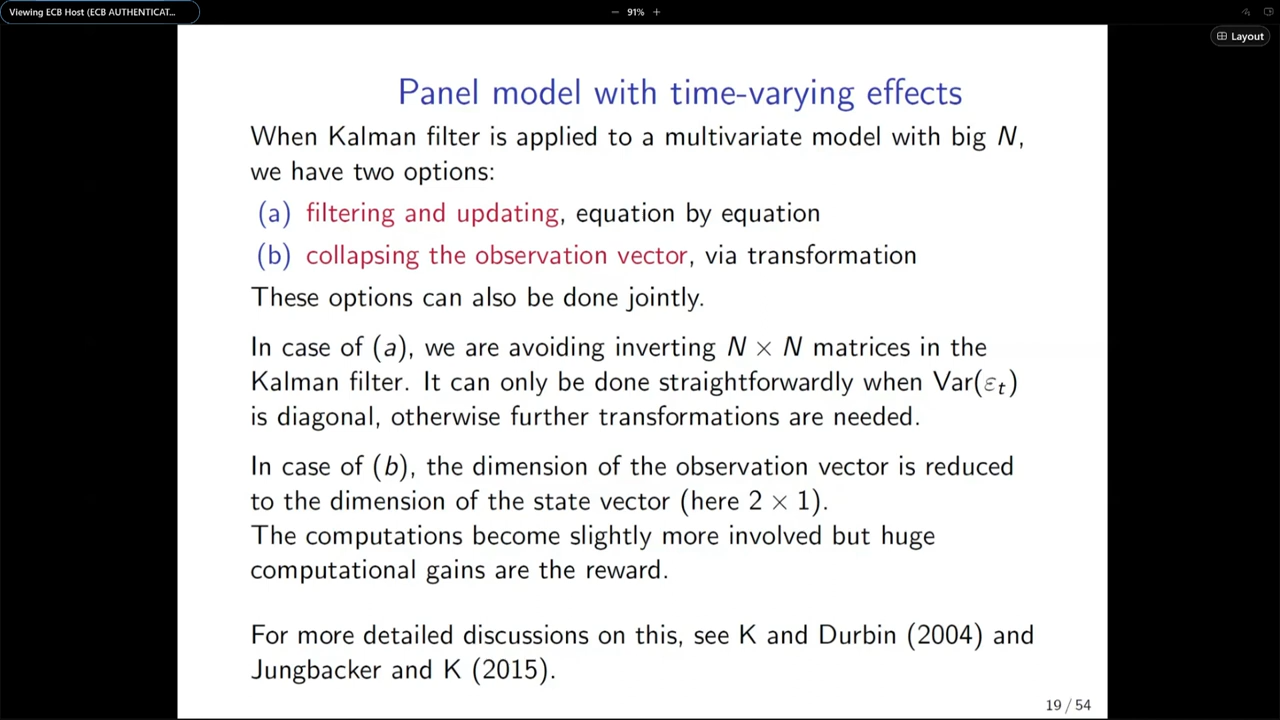 Viewing ECB Host (ECB AUTHENTICAT...
− 91% +
Layout
Panel model with time-varying effects
When Kalman filter is applied to a multivariate model with big N,
we have two options:
(a) filtering and updating, equation by equation
(b) collapsing the observation vector, via transformation
These options can also be done jointly.
In case of (a), we are avoiding inverting N × N matrices in the
Kalman filter. It can only be done straightforwardly when Var(εₜ)
is diagonal, otherwise further transformations are needed.
In case of (b), the dimension of the observation vector is reduced
to the dimension of the state vector (here 2 × 1).
The computations become slightly more involved but huge
computational gains are the reward.
For more detailed discussions on this, see K and Durbin (2004) and
Jungbacker and K (2015).
19 / 54